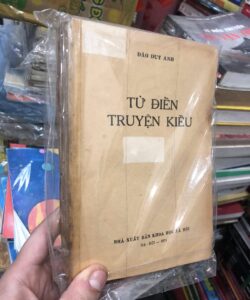 ĐÀO DUY ANH
TỪ ĐIỂN
TRUYỆN KIỀU
NHÀ XUẤT BẢN KHOA HỌC XÃ HỘI